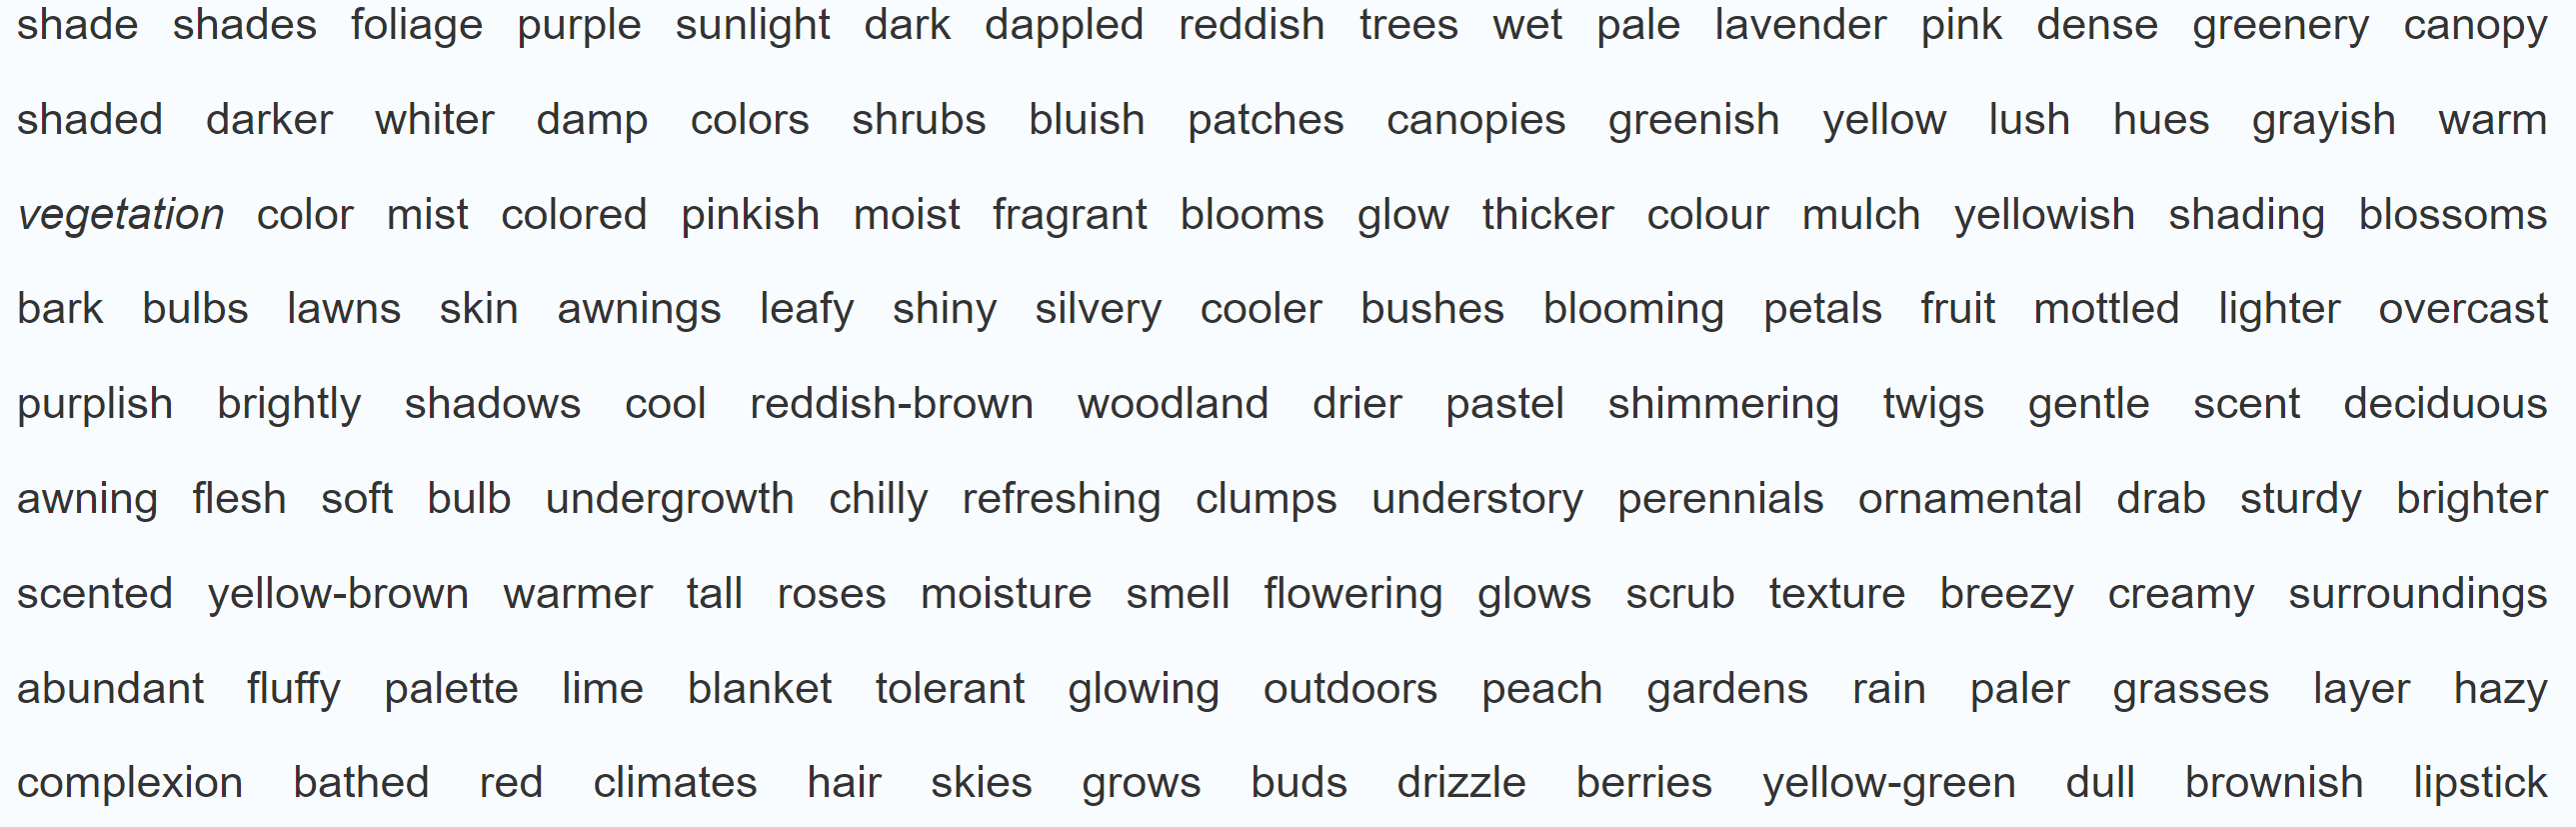 shade shades foliage purple sunlight dark dappled reddish trees wet pale lavender pink dense greenery canopy
shaded darker whiter damp colors shrubs bluish patches canopies greenish yellow lush hues grayish warm
vegetation color mist colored pinkish moist fragrant blooms glow thicker colour mulch yellowish shading blossoms
bark bulbs lawns skin awnings leafy shiny silvery cooler bushes blooming petals fruit mottled lighter overcast
purplish brightly shadows cool reddish-brown woodland drier pastel shimmering twigs gentle scent deciduous
awning flesh soft bulb undergrowth chilly refreshing clumps understory perennials ornamental drab sturdy brighter
scented yellow-brown warmer tall roses moisture smell flowering glows scrub texture breezy creamy surroundings
abundant fluffy palette lime blanket tolerant glowing outdoors peach gardens rain paler grasses layer hazy
complexion bathed red climates hair skies grows buds drizzle berries yellow-green dull brownish lipstick